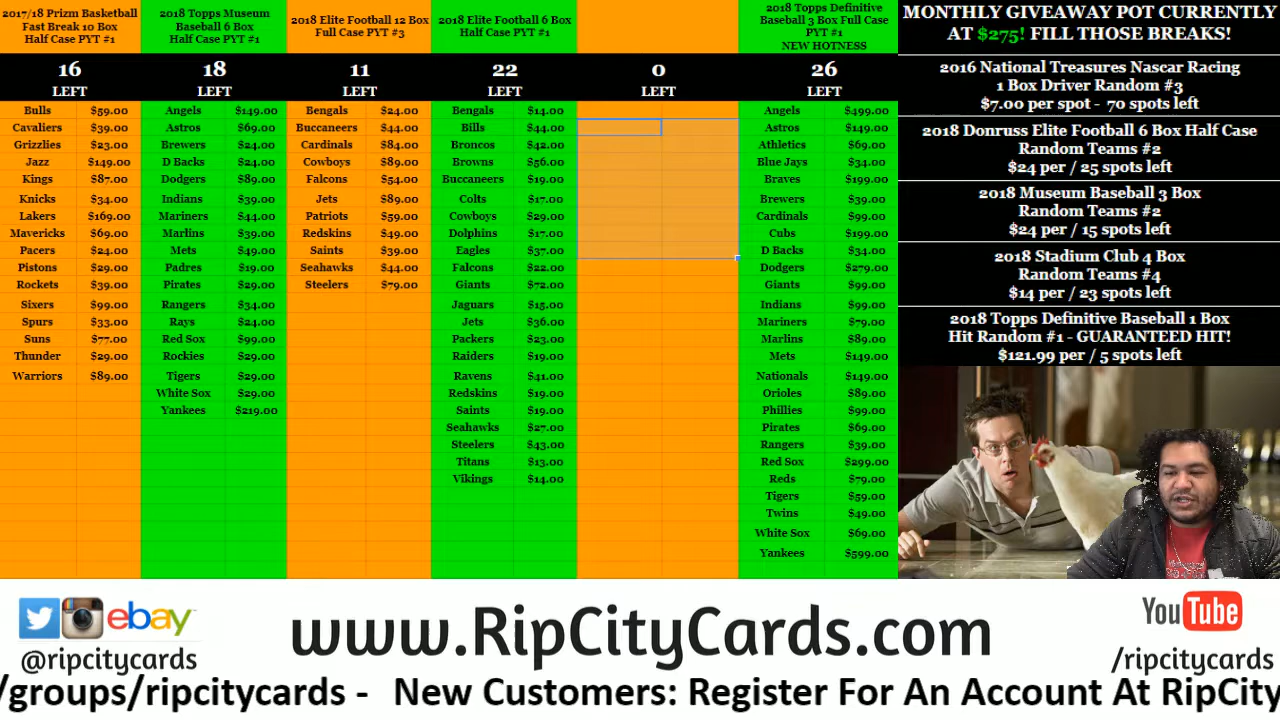 2017/18 Prizm Basketball
Fast Break 10 Box
Half Case PYT #1
16
LEFT
Bulls $59.00
Cavaliers $39.00
Grizzlies $23.00
Jazz $149.00
Kings $87.00
Knicks $34.00
Lakers $169.00
Mavericks $69.00
Pacers $24.00
Pistons $29.00
Rockets $39.00
Sixers $99.00
Spurs $33.00
Suns $77.00
Thunder $29.00
Warriors $89.00
2018 Topps Museum
Baseball 6 Box
Half Case PYT #1
18
LEFT
Angels $149.00
Astros $69.00
Brewers $24.00
D Backs $24.00
Dodgers $89.00
Indians $39.00
Mariners $44.00
Marlins $39.00
Mets $49.00
Padres $19.00
Pirates $29.00
Rangers $34.00
Rays $24.00
Red Sox $99.00
Rockies $29.00
Tigers $29.00
White Sox $29.00
Yankees $219.00
2018 Elite Football 12 Box
Full Case PYT #3
11
LEFT
Bengals $24.00
Buccaneers $44.00
Cardinals $84.00
Cowboys $89.00
Falcons $54.00
Jets $89.00
Patriots $59.00
Redskins $49.00
Saints $39.00
Seahawks $44.00
Steelers $79.00
2018 Elite Football 6 Box
Half Case PYT #1
22
LEFT
Bengals $14.00
Bills $44.00
Broncos $42.00
Browns $56.00
Buccaneers $19.00
Colts $17.00
Cowboys $29.00
Dolphins $17.00
Eagles $37.00
Falcons $22.00
Giants $72.00
Jaguars $15.00
Jets $36.00
Packers $23.00
Raiders $19.00
Ravens $41.00
Redskins $19.00
Saints $19.00
Seahawks $27.00
Steelers $43.00
Titans $13.00
Vikings $14.00
0
LEFT
2018 Topps Definitive
Baseball 3 Box Full Case
PYT #1
NEW HOTNESS
26
LEFT
Angels $499.00
Astros $149.00
Athletics $69.00
Blue Jays $34.00
Braves $199.00
Brewers $39.00
Cardinals $99.00
Cubs $199.00
D Backs $34.00
Dodgers $279.00
Giants $99.00
Indians $99.00
Mariners $79.00
Marlins $89.00
Mets $149.00
Nationals $149.00
Orioles $89.00
Phillies $99.00
Pirates $69.00
Rangers $39.00
Red Sox $299.00
Reds $79.00
Tigers $59.00
Twins $49.00
White Sox $69.00
Yankees $599.00
MONTHLY GIVEAWAY POT CURRENTLY
AT $275! FILL THOSE BREAKS!
2016 National Treasures Nascar Racing
1 Box Driver Random #3
$7.00 per spot - 70 spots left
2018 Donruss Elite Football 6 Box Half Case
Random Teams #2
$24 per / 25 spots left
2018 Museum Baseball 3 Box
Random Teams #2
$24 per / 15 spots left
2018 Stadium Club 4 Box
Random Teams #4
$14 per / 23 spots left
2018 Topps Definitive Baseball 1 Box
Hit Random #1 - GUARANTEED HIT!
$121.99 per / 5 spots left
ebay
@ripcitycards
www.RipCityCards.com
YouTube
/ripcitycards
/groups/ripcitycards - New Customers: Register For An Account At RipCity